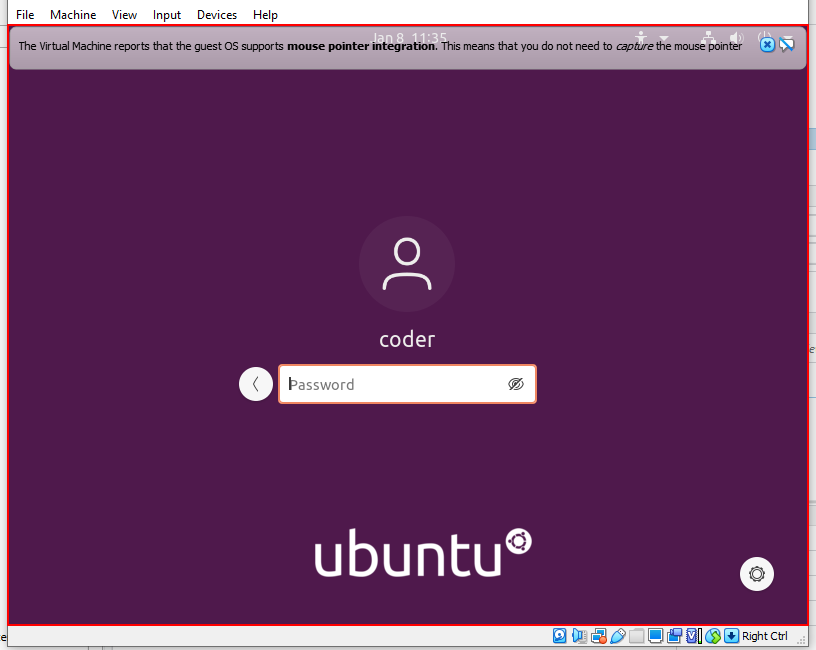 File Machine View Input Devices Help
Jan 8 11:35
The Virtual Machine reports that the guest OS supports mouse pointer integration. This means that you do not need to capture the mouse pointer
coder
Password
ubuntu
Right Ctrl